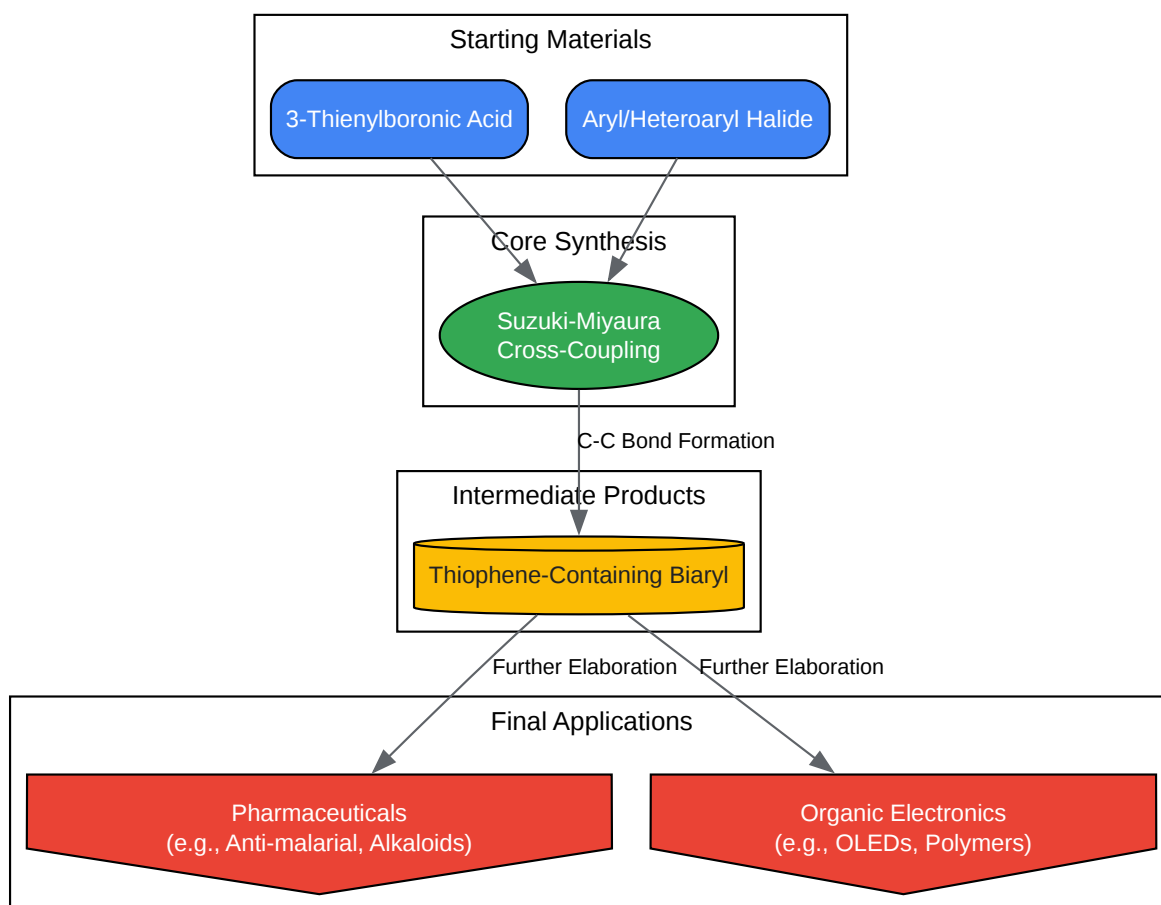 Starting Materials
3-Thienylboronic Acid
Aryl/Heteroaryl Halide
Core Synthesis
Suzuki-Miyaura
Cross-Coupling
C-C Bond Formation
Intermediate Products
Thiophene-Containing Biaryl
Further Elaboration
Further Elaboration
Final Applications
Pharmaceuticals
(e.g., Anti-malarial, Alkaloids)
Organic Electronics
(e.g., OLEDs, Polymers)